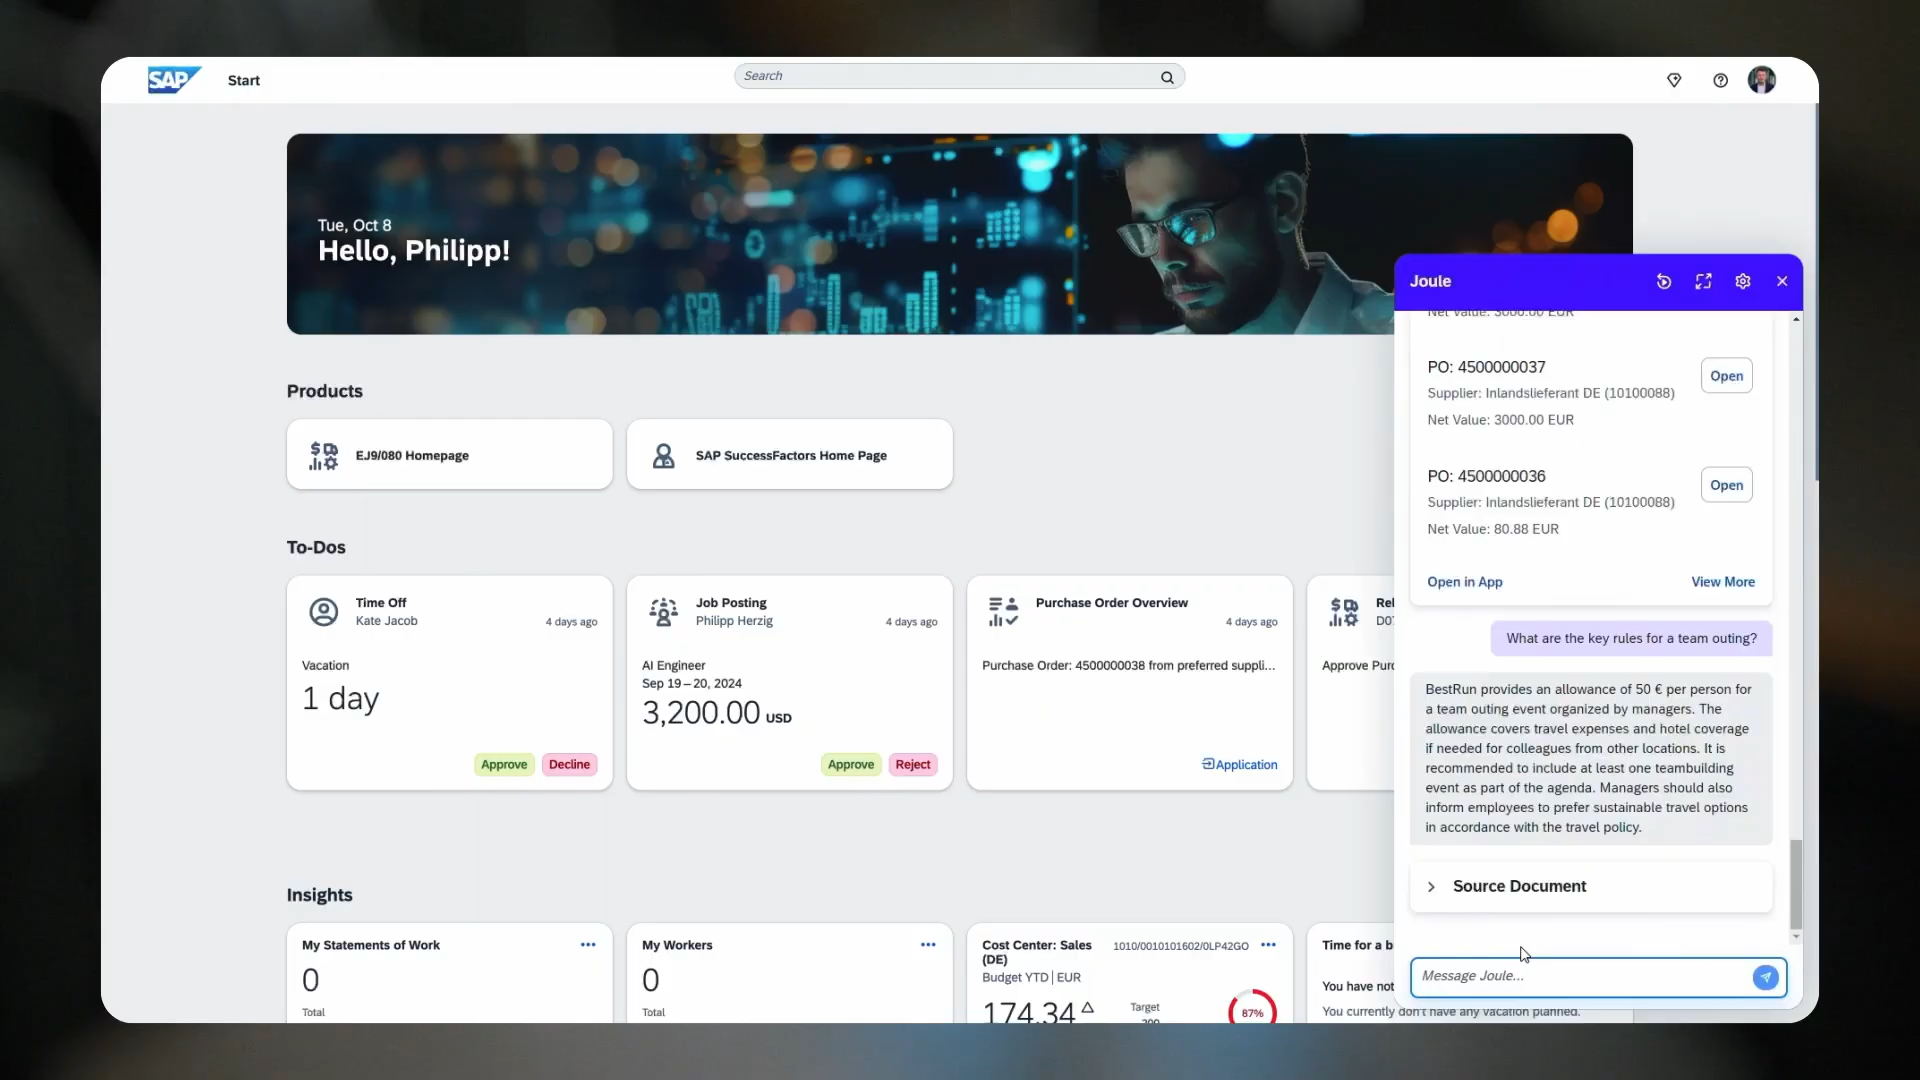 SAP
Start
Search
Tue, Oct 8
Hello, Philipp!
Products
EJ9/080 Homepage
SAP SuccessFactors Home Page
To-Dos
Time Off
Kate Jacob
4 days ago
Vacation
1 day
Approve
Decline
Job Posting
Philipp Herzig
4 days ago
AI Engineer
Sep 19 – 20, 2024
3,200.00 USD
Approve
Reject
Purchase Order Overview
4 days ago
Purchase Order: 4500000038 from preferred suppli...
Application
Rel
D07
Approve Purc
Insights
My Statements of Work
0
Total
My Workers
0
Total
Cost Center: Sales
(DE)
1010/0010101602/0LP42GO
Budget YTD | EUR
174.34
Target
200
87%
Time for a b
You have not
You currently don't have any vacation planned.
Joule
Net Value: 3000.00 EUR
PO: 4500000037
Supplier: Inlandslieferant DE (10100088)
Net Value: 3000.00 EUR
Open
PO: 4500000036
Supplier: Inlandslieferant DE (10100088)
Net Value: 80.88 EUR
Open
Open in App
View More
What are the key rules for a team outing?
BestRun provides an allowance of 50 € per person for
a team outing event organized by managers. The
allowance covers travel expenses and hotel coverage
if needed for colleagues from other locations. It is
recommended to include at least one teambuilding
event as part of the agenda. Managers should also
inform employees to prefer sustainable travel options
in accordance with the travel policy.
Source Document
Message Joule...